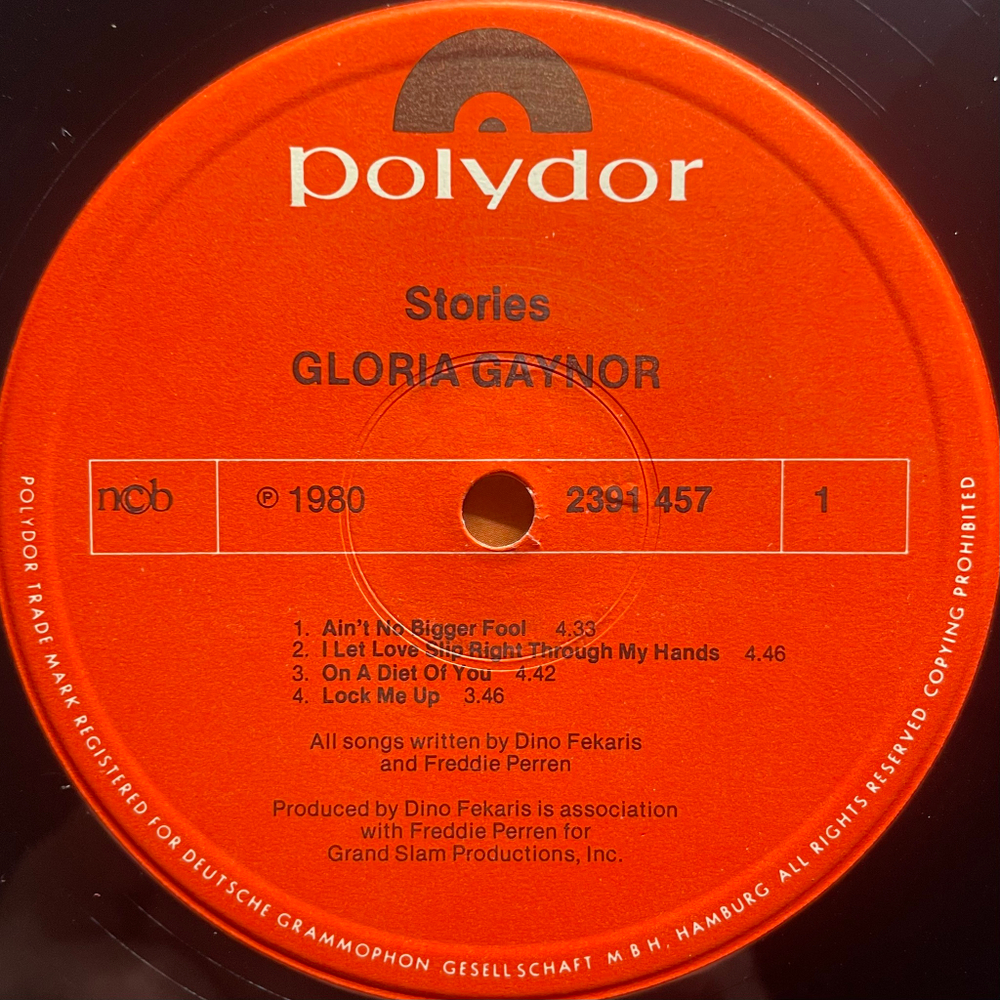 polydor
Stories
GLORIA GAYNOR
ncb ℗ 1980 2391 457 1
1. Ain't No Bigger Fool 4.33
2. I Let Love Slip Right Through My Hands 4.46
3. On A Diet Of You 4.42
4. Lock Me Up 3.46
All songs written by Dino Fekaris
and Freddie Perren
Produced by Dino Fekaris is association
with Freddie Perren for
Grand Slam Productions, Inc.
POLYDOR TRADE MARK REGISTERED FOR DEUTSCHE GRAMMOPHON GESELLSCHAFT M B H, HAMBURG ALL RIGHTS RESERVED COPYING PROHIBITED